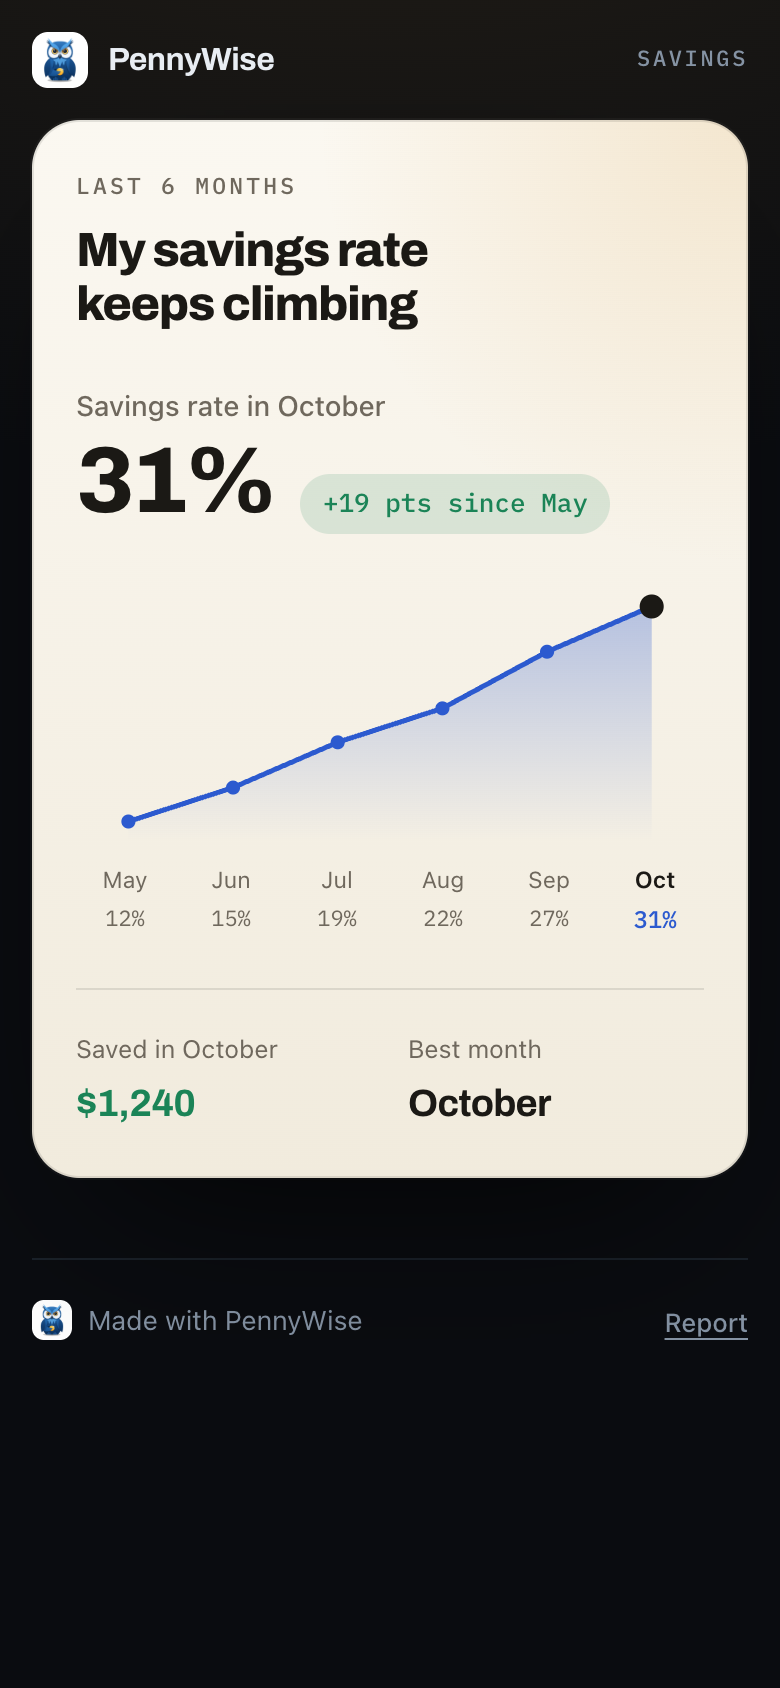 PennyWise
SAVINGS
LAST 6 MONTHS
My savings rate
keeps climbing
Savings rate in October
31%
+19 pts since May
May Jun Jul Aug Sep Oct
12% 15% 19% 22% 27% 31%
Saved in October
$1,240
Best month
October
Made with PennyWise
Report